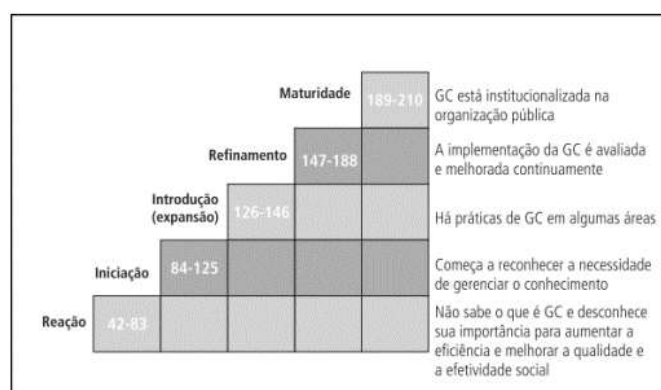 Maturidade
189-210
GC está institucionalizada na
organização pública
Refinamento
147-188
A implementação da GC é avaliada
e melhorada continuamente
Introdução
(expansão)
126-146
Há práticas de GC em algumas áreas
Iniciação
84-125
Começa a reconhecer a necessidade
de gerenciar o conhecimento
Reação
42-83
Não sabe o que é GC e desconhece
sua importância para aumentar a
eficiência e melhorar a qualidade e
a efetividade social